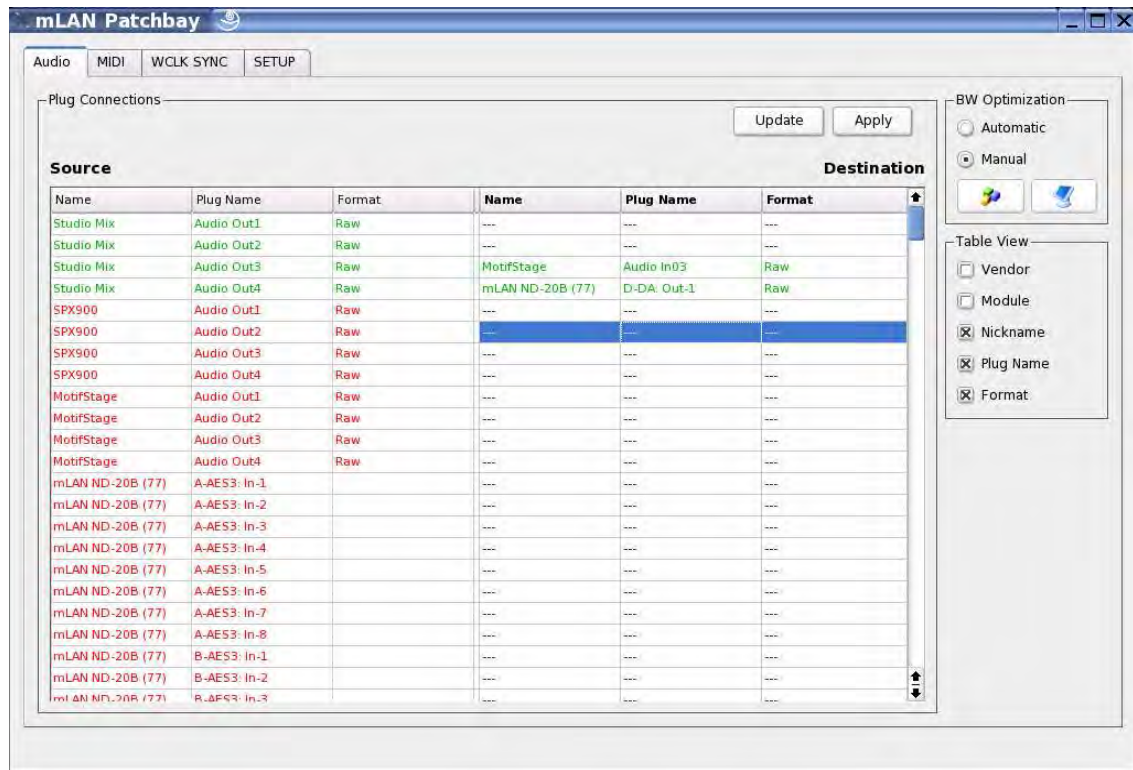 mLAN Patchbay
Audio MIDI WCLK SYNC SETUP
Plug Connections
Update Apply
Source Destination
Name Plug Name Format Name Plug Name Format
Studio Mix Audio Out1 Raw --- --- ---
Studio Mix Audio Out2 Raw --- --- ---
Studio Mix Audio Out3 Raw MotifStage Audio In03 Raw
Studio Mix Audio Out4 Raw mLAN ND-20B (77) D-DA: Out-1 Raw
SPX900 Audio Out1 Raw --- --- ---
SPX900 Audio Out2 Raw --- --- ---
SPX900 Audio Out3 Raw --- --- ---
SPX900 Audio Out4 Raw --- --- ---
MotifStage Audio Out1 Raw --- --- ---
MotifStage Audio Out2 Raw --- --- ---
MotifStage Audio Out3 Raw --- --- ---
MotifStage Audio Out4 Raw --- --- ---
mLAN ND-20B (77) A-AES3: In-1 --- --- ---
mLAN ND-20B (77) A-AES3: In-2 --- --- ---
mLAN ND-20B (77) A-AES3: In-3 --- --- ---
mLAN ND-20B (77) A-AES3: In-4 --- --- ---
mLAN ND-20B (77) A-AES3: In-5 --- --- ---
mLAN ND-20B (77) A-AES3: In-6 --- --- ---
mLAN ND-20B (77) A-AES3: In-7 --- --- ---
mLAN ND-20B (77) A-AES3: In-8 --- --- ---
mLAN ND-20B (77) B-AES3: In-1 --- --- ---
mLAN ND-20B (77) B-AES3: In-2 --- --- ---
mLAN ND-20B (77) B-AES3: In-3 --- --- ---
BW Optimization
Automatic
Manual
Table View
Vendor
Module
Nickname
Plug Name
Format